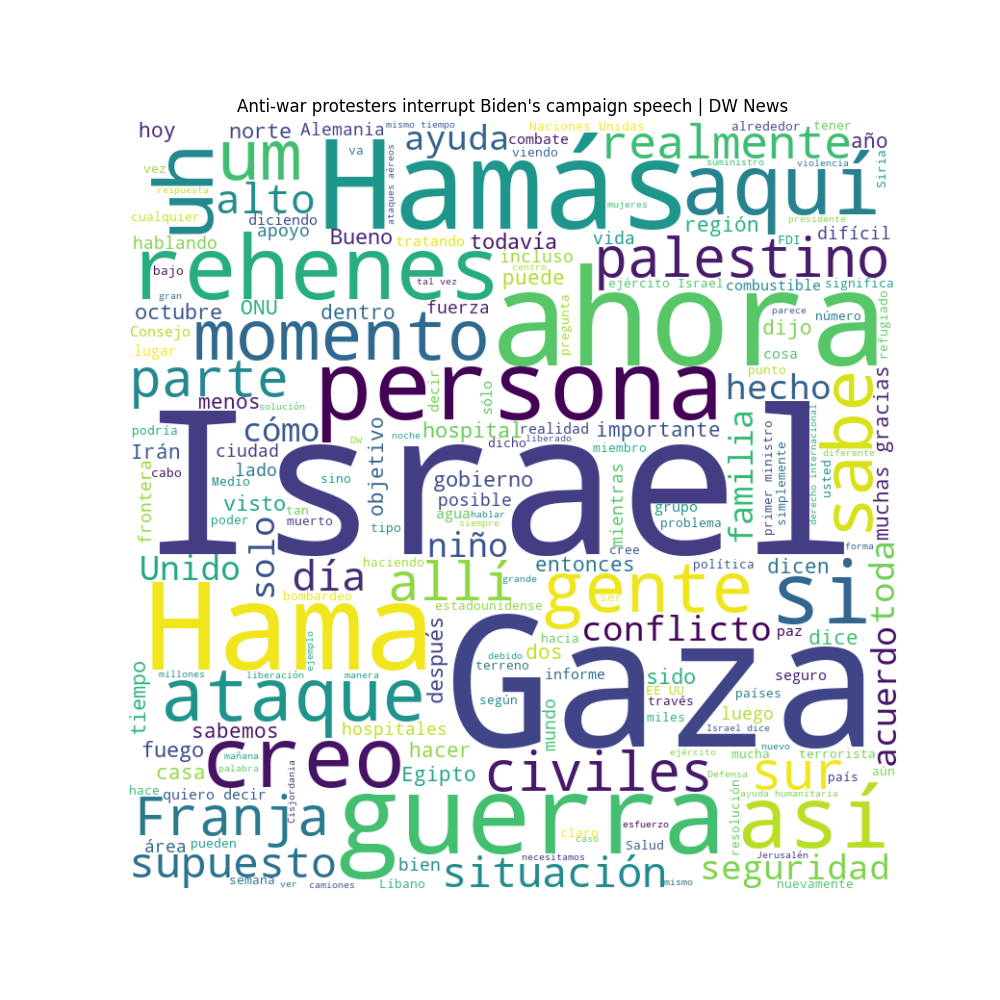 Anti-war protesters interrupt Biden's campaign speech | DW News
hoy
norte
Alemania
mismo tiempo
ayuda
combate
Naciones Unidas
realmente
alrededor
tener
año
uh
um
va
ataques aéreos
Hamás
viendo
suministro
violencia
aquí
Siria
vez
respuesta
alto
mujeres
presidente
cualquier
diciendo
apoyo
región
FDI
difícil
hablando
Bueno
tratando
todavía
vida
incluso
palestino
rehenes
bajo
tal vez
centro
puede
ejército Israel
combustible
significa
gran
octubre
ONU
dentro
fuerza
ahora
pregunta
parece
número
refugiado
Consejo
momento
dijo
lugar
cosa
parte
persona
decir
sólo
punto
hecho
sabe
muchas gracias
menos
solución
podría
cómo
DW
noche
hospital
realidad
importante
familia
primer ministro
derecho internacional
Irán
ciudad
objetivo
dicho
liberado
miembro
simplemente
diferente
cabo
frontera
lado
Medio
sino
Israel
gobierno
mientras
usted
visto
tan
posible
grupo
poder
muerto
solo
tipo
agua
hablar
siempre
problema
niño
cree
forma
Unido
día
haciendo
allí
grande
entonces
política
dicen
si
toda
bombardeo
estadounidense
gente
ser
Hama
ejemplo
después
Gaza
hacia
conflicto
paz
dice
acuerdo
debido
dos
tiempo
millones
liberación
manera
terreno
informe
sido
seguro
ataque
según
mundo
EE UU
través
países
sabemos
hospitales
miles
luego
Israel dice
fuego
mañana
creo
hacer
ejército
mucha
nuevo
terrorista
casa
palabra
Egipto
civiles
Defensa
sur
país
aún
hace
quiero decir
Cisjordania
ayuda humanitaria
Franja
guerra
claro
caso
esfuerzo
resolución
así
área
pueden
necesitamos
Salud
Jerusalén
supuesto
bien
situación
seguridad
semana
ver
camiones
Líbano
mismo
nuevamente